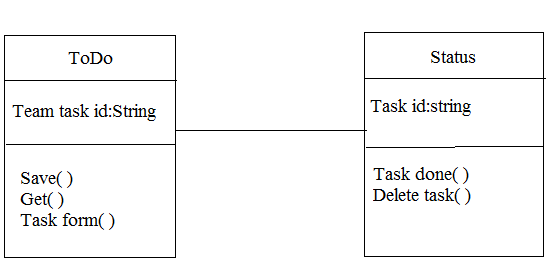 ToDo
Team task id:String
Save( )
Get( )
Task form( )
Status
Task id:string
Task done( )
Delete task( )